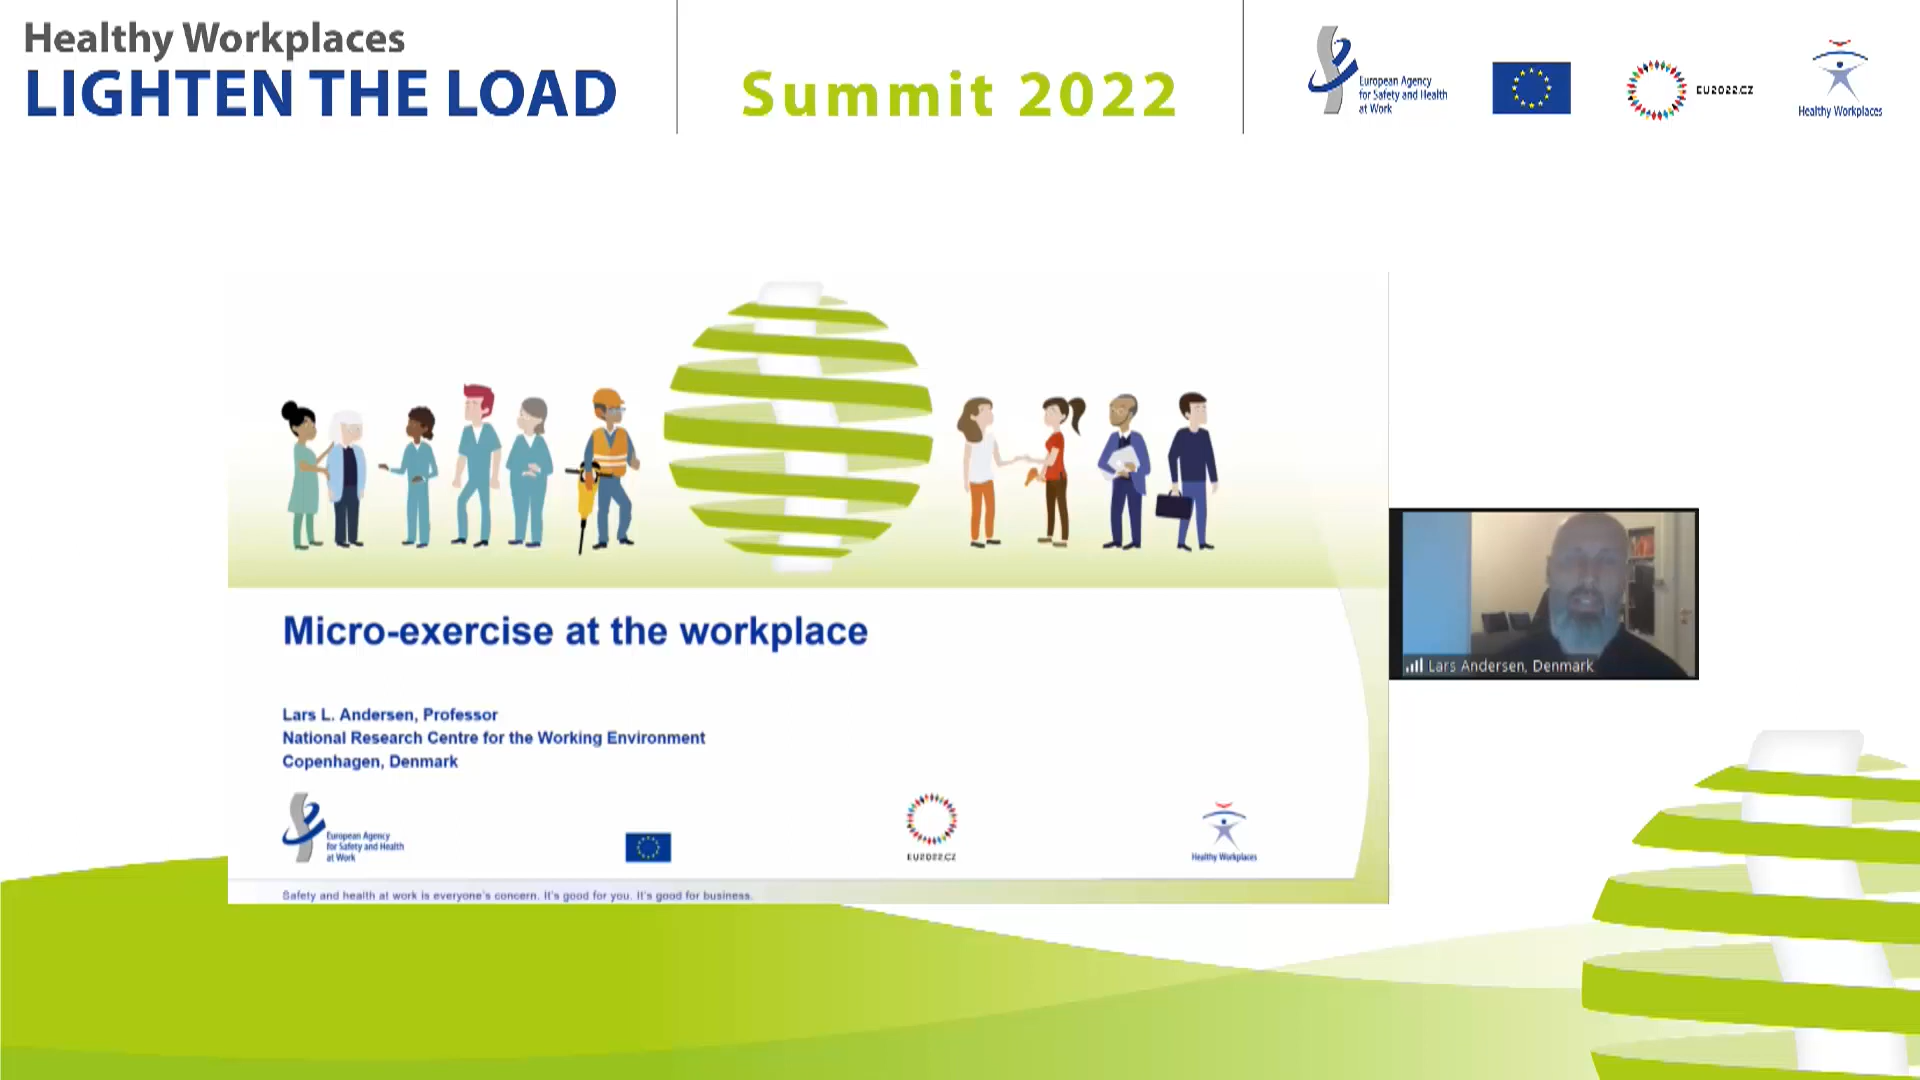 Healthy Workplaces
LIGHTEN THE LOAD
Summit 2022
European Agency
for Safety and Health
at Work
EU2022.CZ
Healthy Workplaces
Micro-exercise at the workplace
Lars L. Andersen, Professor
National Research Centre for the Working Environment
Copenhagen, Denmark
European Agency
for Safety and Health
at Work
EU2022.CZ
Healthy Workplaces
Safety and health at work is everyone's concern. It's good for you. It's good for business.
Lars Andersen, Denmark